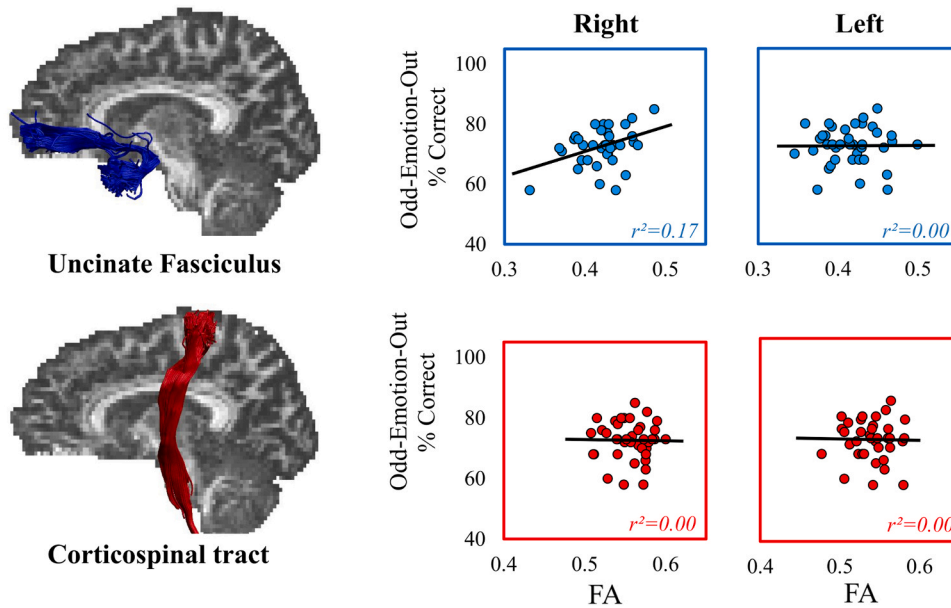 Right
Left
Odd-Emotion-Out
% Correct
100
80
60
40
r²=0.17
r²=0.00
0.3
0.4
0.5
0.3
0.4
0.5
Uncinate Fasciculus
Odd-Emotion-Out
% Correct
100
80
60
40
r²=0.00
r²=0.00
0.4
0.5
0.6
0.4
0.5
0.6
FA
FA
Corticospinal tract